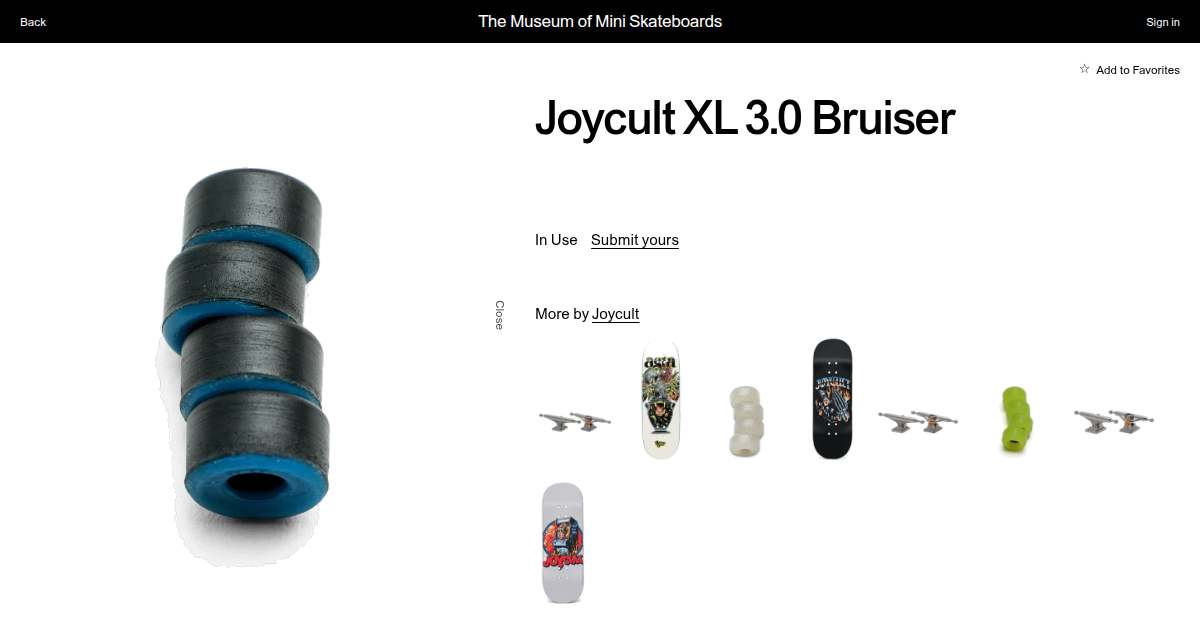 Back
The Museum of Mini Skateboards
Sign in
☆ Add to Favorites
Joycult XL 3.0 Bruiser
In Use Submit yours
Close
More by Joycult